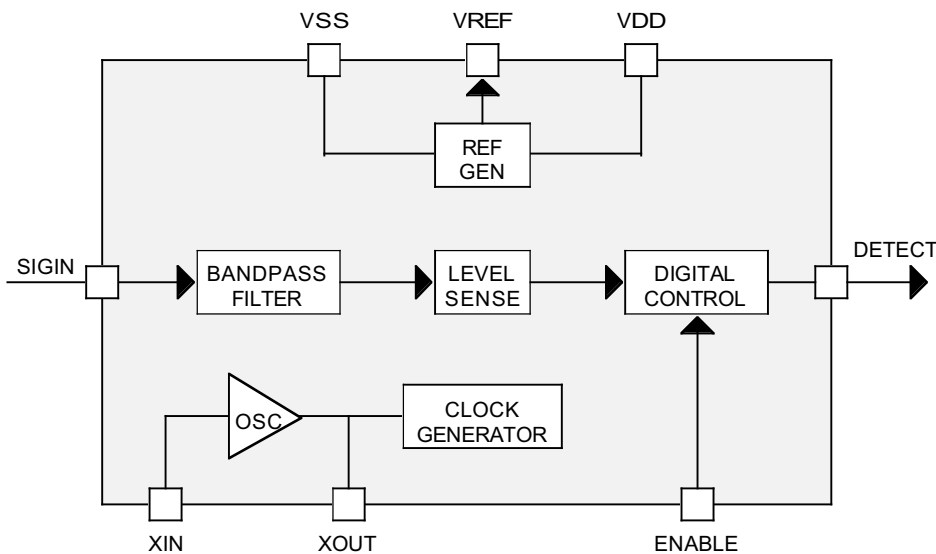 VSS VREF VDD
REF
GEN
SIGIN
BANDPASS
FILTER
LEVEL
SENSE
DIGITAL
CONTROL
DETECT
OSC
CLOCK
GENERATOR
XIN XOUT ENABLE